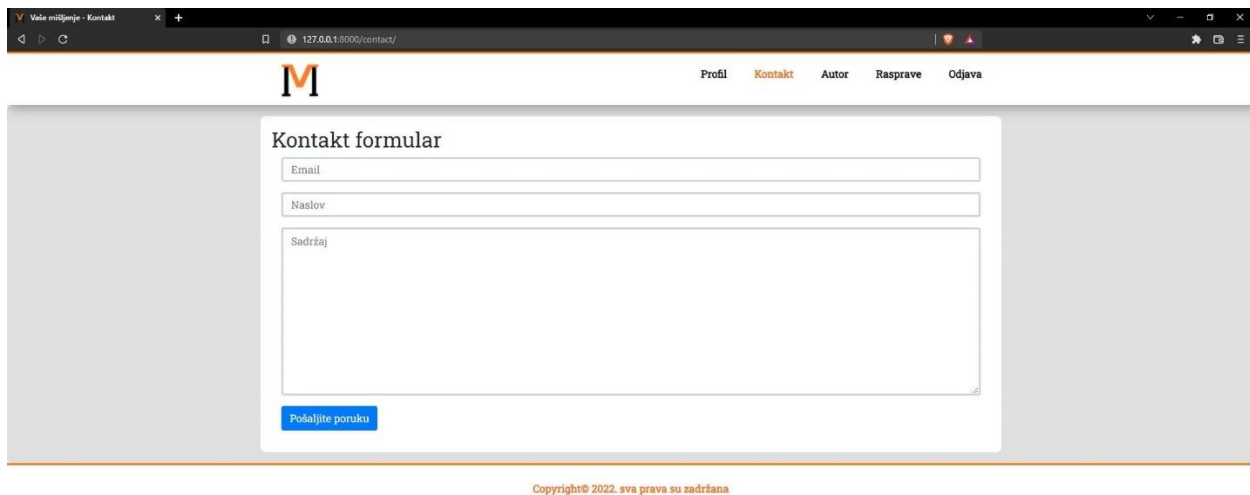 Vaše mišljenje - Kontakt
127.0.0.1:8000/contact/
M
Profil Kontakt Autor Rasprave Odjava
Kontakt formular
Email
Naslov
Sadržaj
Pošaljite poruku
Copyright© 2022. sva prava su zadržana